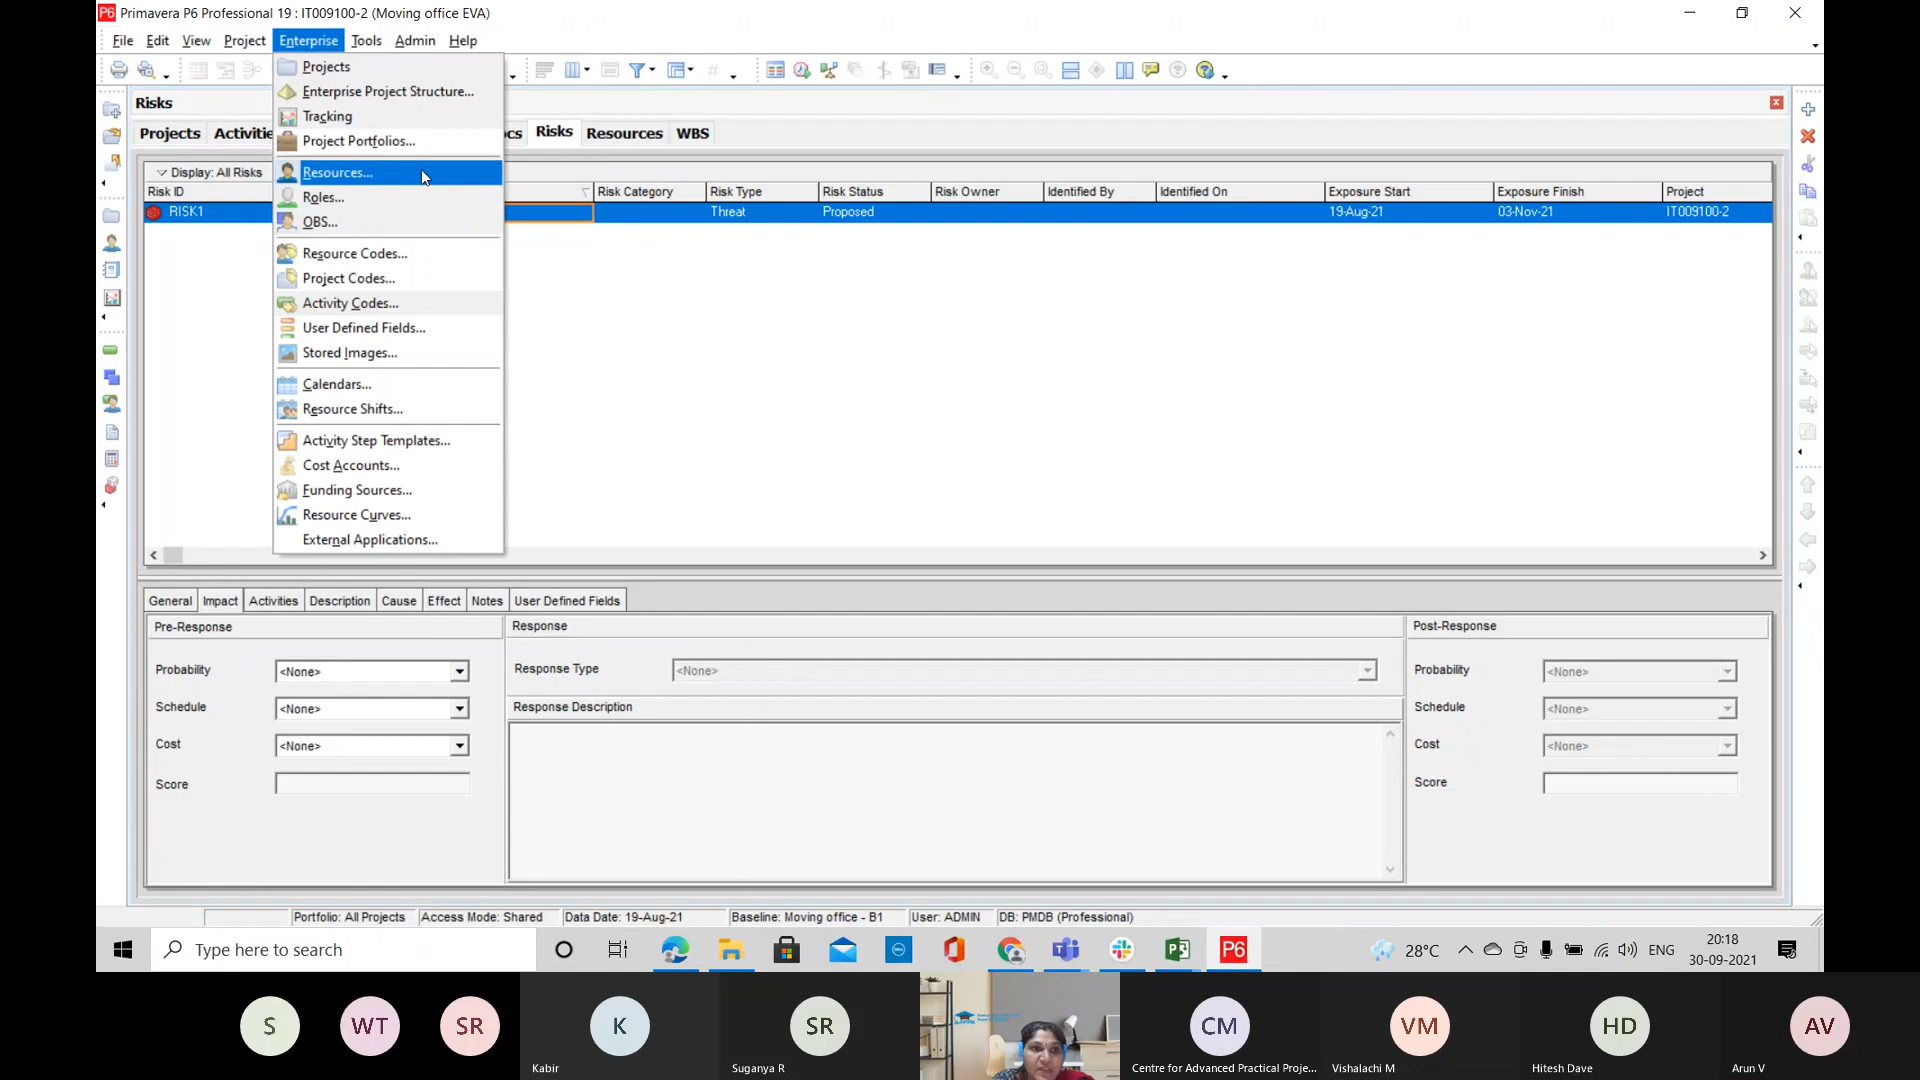 P6 Primavera P6 Professional 19 : IT009100-2 (Moving office EVA)
File Edit View Project Enterprise Tools Admin Help
Projects
Enterprise Project Structure...
Tracking
Project Portfolios...
Resources...
Roles...
OBS...
Resource Codes...
Project Codes...
Activity Codes...
User Defined Fields...
Stored Images...
Calendars...
Resource Shifts...
Activity Step Templates...
Cost Accounts...
Funding Sources...
Resource Curves...
External Applications...
Risks
Projects Activitie ocs Risks Resources WBS
Display: All Risks
Risk ID Risk Category Risk Type Risk Status Risk Owner Identified By Identified On Exposure Start Exposure Finish Project
RISK1 Threat Proposed 19-Aug-21 03-Nov-21 IT009100-2
General Impact Activities Description Cause Effect Notes User Defined Fields
Pre-Response Response Post-Response
Probability <None> Response Type <None> Probability <None>
Schedule <None> Response Description Schedule <None>
Cost <None> Cost <None>
Score Score
Portfolio: All Projects Access Mode: Shared Data Date: 19-Aug-21 Baseline: Moving office - B1 User: ADMIN DB: PMDB (Professional)
Type here to search P6 28°C ENG 20:18
30-09-2021
S WT SR K SR CM VM HD AV
Kabir Suganya R Centre for Advanced Practical Proje... Vishalachi M Hitesh Dave Arun V